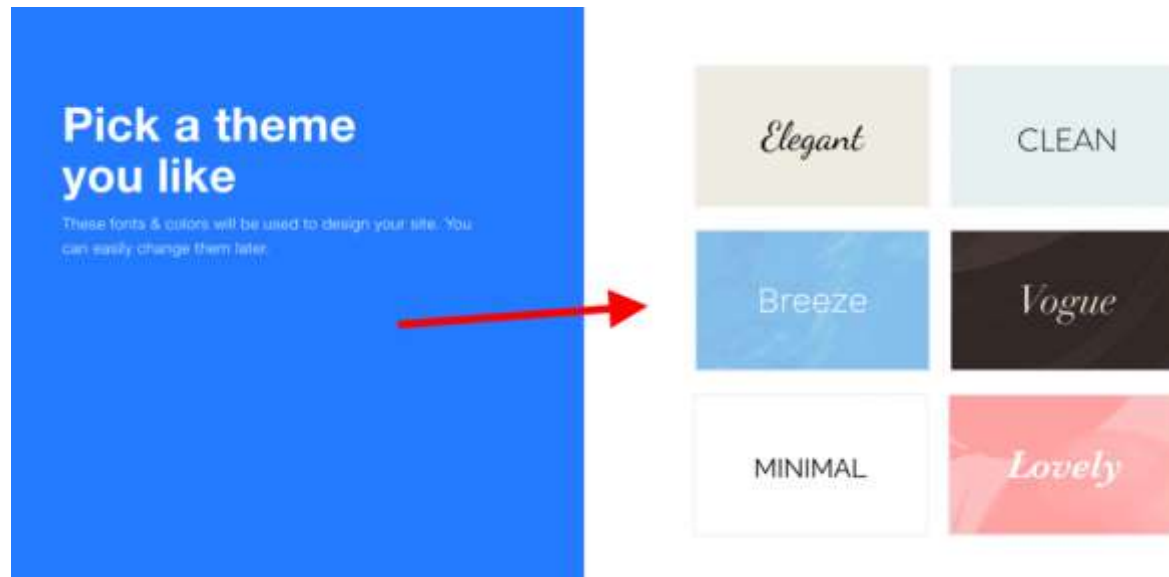 Pick a theme
you like
These fonts & colors will be used to design your site. You
can easily change them later.
Elegant
CLEAN
Breeze
Vogue
MINIMAL
Lovely